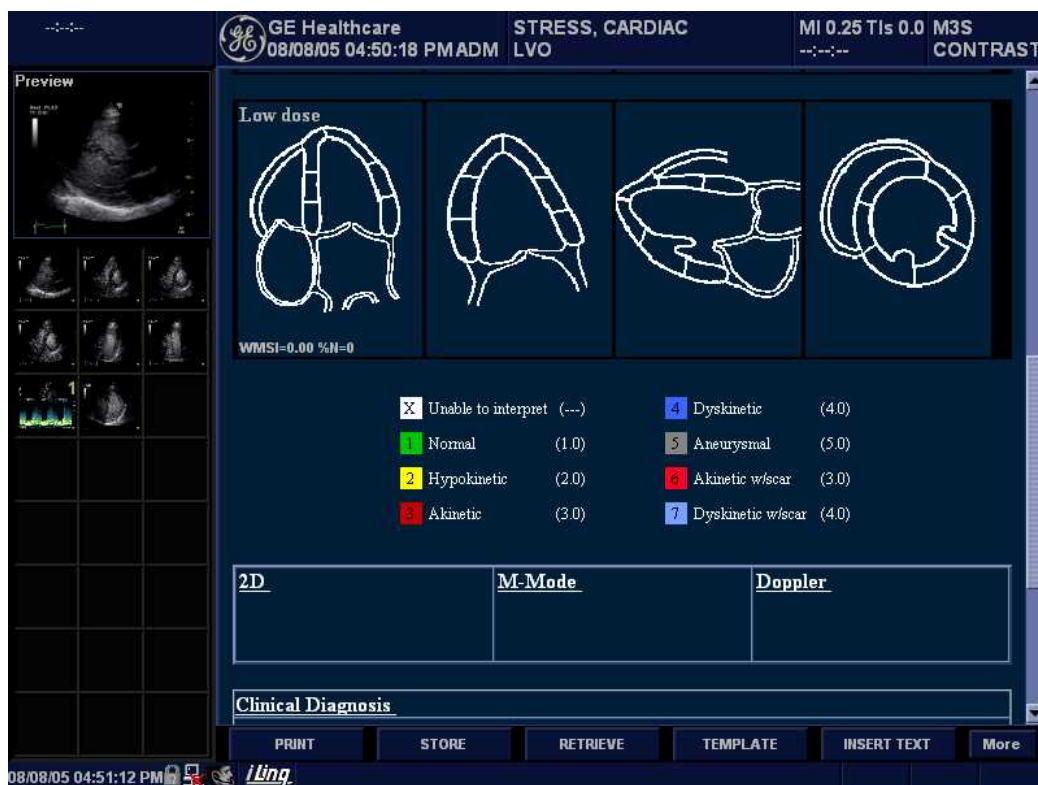 --:--:--
GE Healthcare
08/08/05 04:50:18 PM ADM
STRESS, CARDIAC
LVO
MI 0.25 TIs 0.0
--:--:--
M3S
CONTRAST
Preview
Low dose
WMSI=0.00 %N=0
X Unable to interpret (---)
1 Normal (1.0)
2 Hypokinetic (2.0)
3 Akinetic (3.0)
4 Dyskinetic (4.0)
5 Aneurysmal (5.0)
6 Akinetic w/scar (3.0)
7 Dyskinetic w/scar (4.0)
1
2D
M-Mode
Doppler
Clinical Diagnosis
PRINT
STORE
RETRIEVE
TEMPLATE
INSERT TEXT
More
08/08/05 04:51:12 PM
iLinq